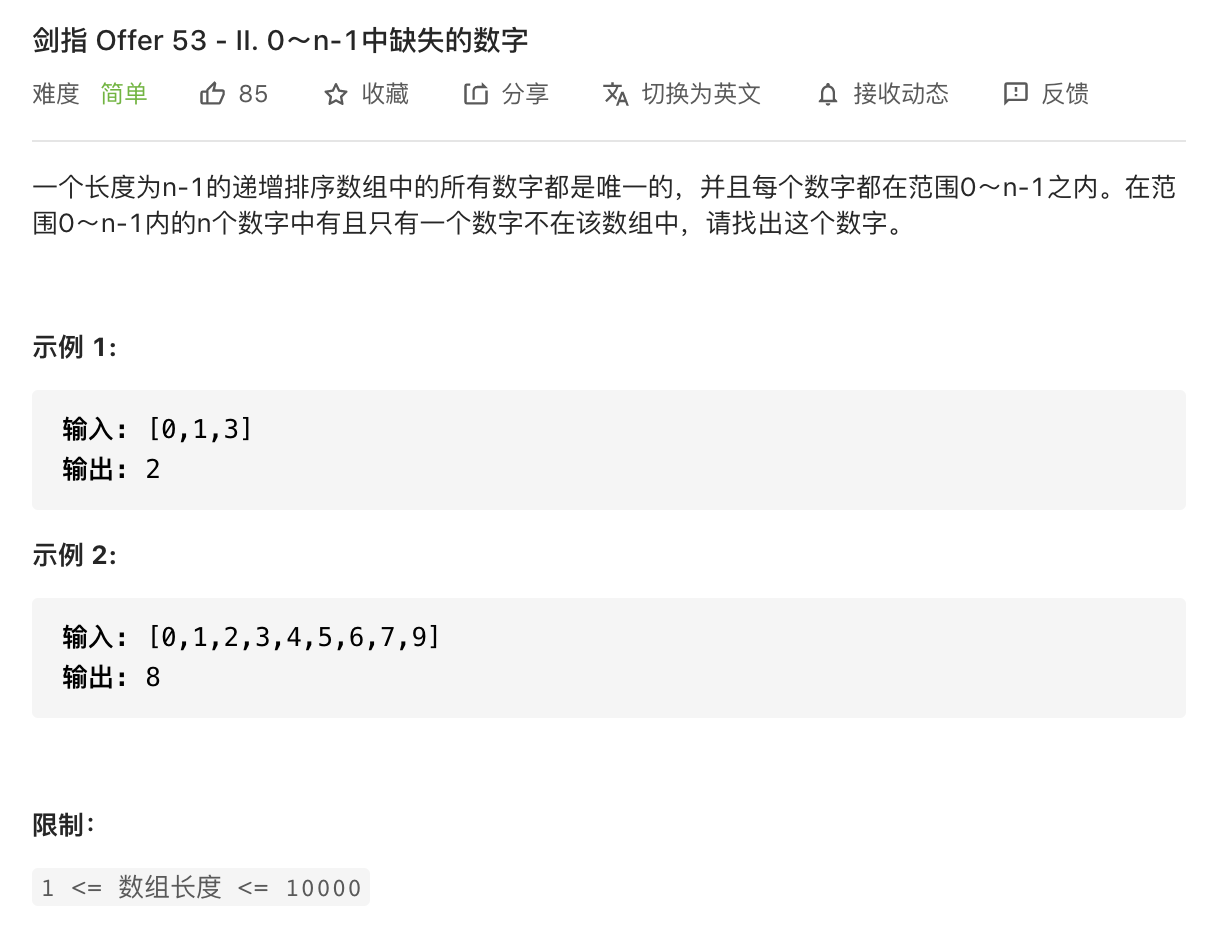 剑指 Offer 53 - II. 0～n-1中缺失的数字
难度 简单 85 收藏 分享 切换为英文 接收动态 反馈
一个长度为n-1的递增排序数组中的所有数字都是唯一的，并且每个数字都在范围0～n-1之内。在范
围0～n-1内的n个数字中有且只有一个数字不在该数组中，请找出这个数字。
示例 1:
输入: [0,1,3]
输出: 2
示例 2:
输入: [0,1,2,3,4,5,6,7,9]
输出: 8
限制：
1 <= 数组长度 <= 10000